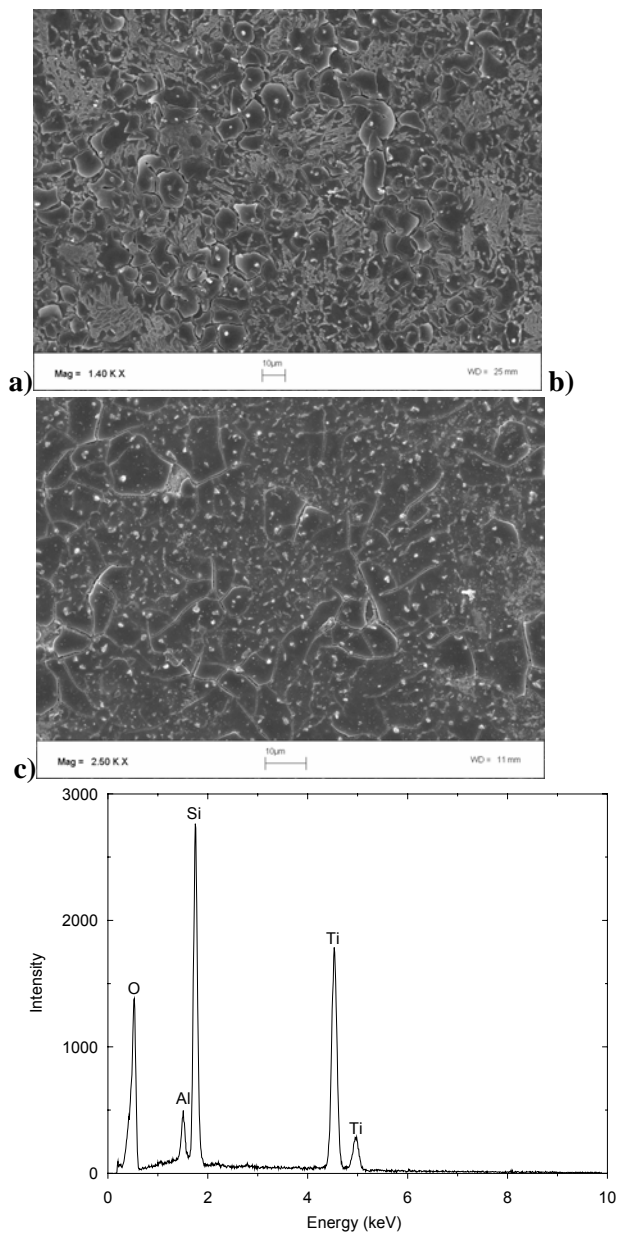 10µm
Mag = 1.40 K X WD = 25 mm
a) b)
10µm
Mag = 2.50 K X WD = 11 mm
c)
3000
Si
2000
Ti
O
Intensity
1000
Al
Ti
0
0 2 4 6 8 10
Energy (keV)